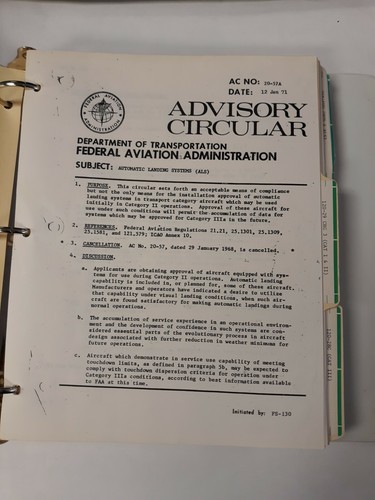 AC NO: 20-57A
DATE: 12 Jan 71
ADVISORY
CIRCULAR
FEDERAL AVIATION
ADMINISTRATION
DEPARTMENT OF TRANSPORTATION
FEDERAL AVIATION ADMINISTRATION
SUBJECT: AUTOMATIC LANDING SYSTEMS (ALS)
1. PURPOSE. This circular sets forth an acceptable means of compliance
but not the only means for the installation approval of automatic
landing systems in transport category aircraft which may be used
initially in Category II operations. Approval of these aircraft for
use under such conditions will permit the accumulation of data for
systems which may be approved for Category IIIa in the future.
2. REFERENCES. Federal Aviation Regulations 21.21, 25.1301, 25.1309,
25.1581, and 121.579; ICAO Annex 10.
* 3. CANCELLATION. AC No. 20-57, dated 29 January 1968, is cancelled. *
4. DISCUSSION.
a. Applicants are obtaining approval of aircraft equipped with sys-
tems for use during Category II operations. Automatic landing
capability is included in, or planned for, some of these aircraft.
Manufacturers and operators have indicated a desire to utilize
that capability under visual landing conditions, when such air-
craft are found satisfactory for making automatic landings during
normal operations.
b. The accumulation of service experience in an operational environ-
ment and the development of confidence in such systems are con-
sidered essential parts of the evolutionary process in aircraft
design associated with further reduction in weather minimums for
future operations.
c. Aircraft which demonstrate in service use capability of meeting
touchdown limits, as defined in paragraph 5b, may be expected to
comply with touchdown dispersion criteria for operation under
Category IIIa conditions, according to best information available
to FAA at this time.
Initiated by: FS-130